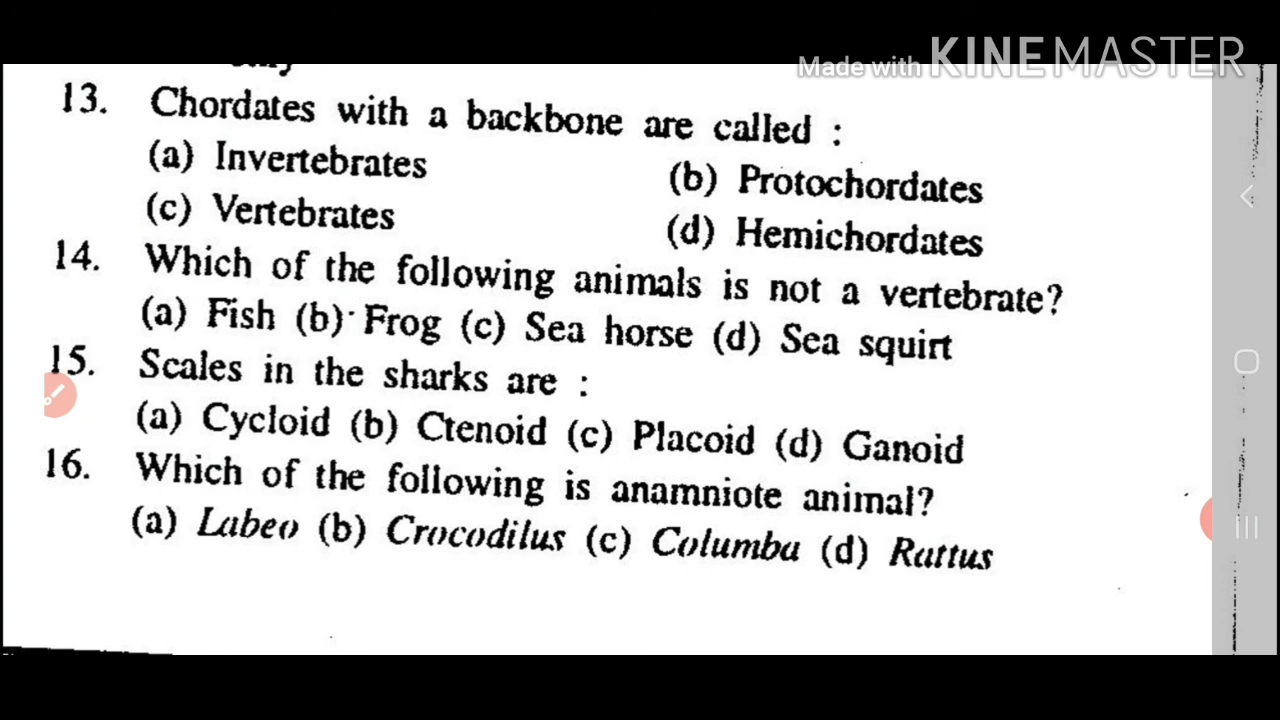 Made with KINEMASTER
13. Chordates with a backbone are called :
(a) Invertebrates (b) Protochordates
(c) Vertebrates (d) Hemichordates
14. Which of the following animals is not a vertebrate?
(a) Fish (b) Frog (c) Sea horse (d) Sea squirt
15. Scales in the sharks are :
(a) Cycloid (b) Ctenoid (c) Placoid (d) Ganoid
16. Which of the following is anamniote animal?
(a) Labeo (b) Crocodilus (c) Columba (d) Rattus